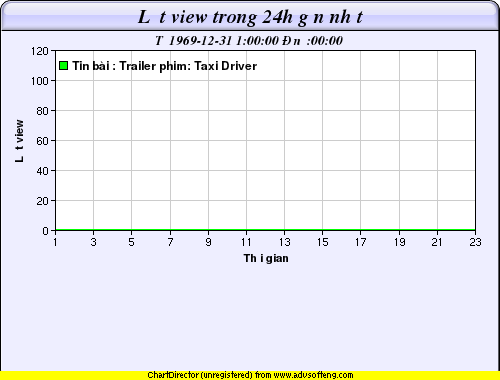 L t view trong 24h g n nh t
T 1969-12-31 1:00:00 Đn :00:00
120
Tin bài : Trailer phim: Taxi Driver
100
80
60
40
20
0
L t view
1 3 5 7 9 11 13 15 17 19 21 23
Th i gian
ChartDirector (unregistered) from www.advsofteng.com